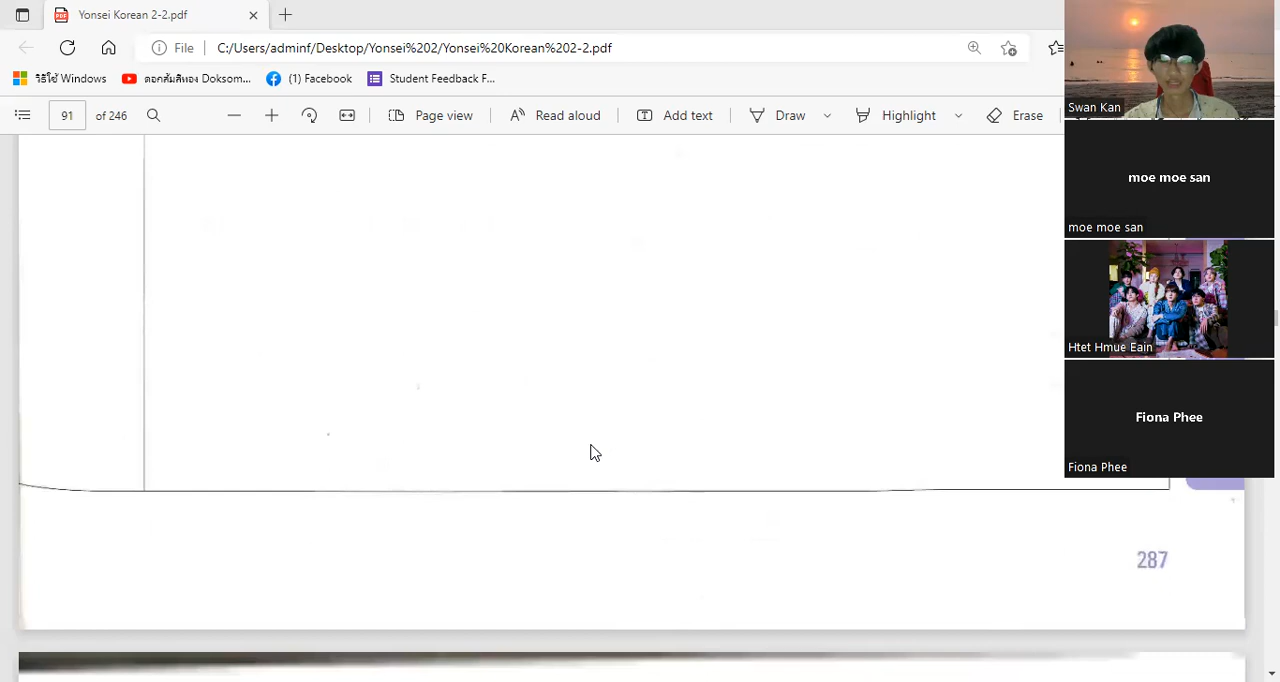 Yonsei Korean 2-2.pdf
File
C:/Users/adminf/Desktop/Yonsei%202/Yonsei%20Korean%202-2.pdf
วิธีใช้ Windows
ดอกคัมส์พอง Doksom...
(1) Facebook
Student Feedback F...
91
of 246
Page view
Read aloud
Add text
Draw
Highlight
Erase
Swan Kan
moe moe san
moe moe san
Htet Hmue Eain
Fiona Phee
Fiona Phee
287